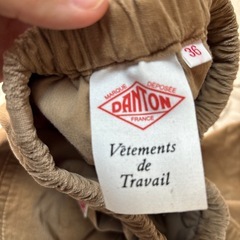 36
MARQUE DÉPOSÉE
DANTON
FRANCE
Vêtements
de
Travail